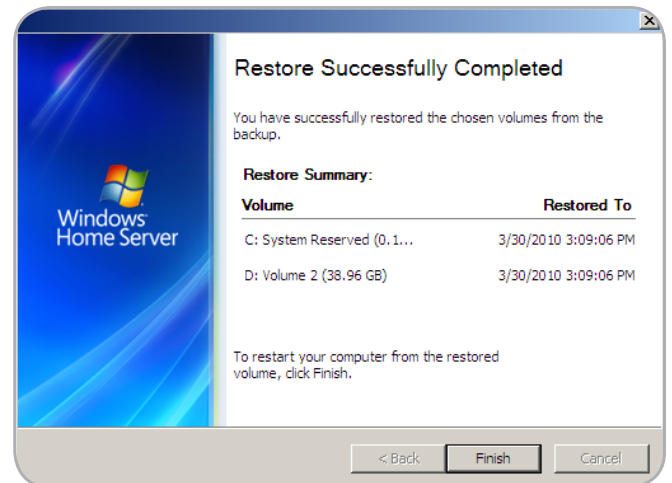 Restore Successfully Completed
You have successfully restored the chosen volumes from the
backup.
Restore Summary:
Volume Restored To
C: System Reserved (0.1... 3/30/2010 3:09:06 PM
D: Volume 2 (38.96 GB) 3/30/2010 3:09:06 PM
Windows
Home Server
To restart your computer from the restored
volume, click Finish.
< Back Finish Cancel